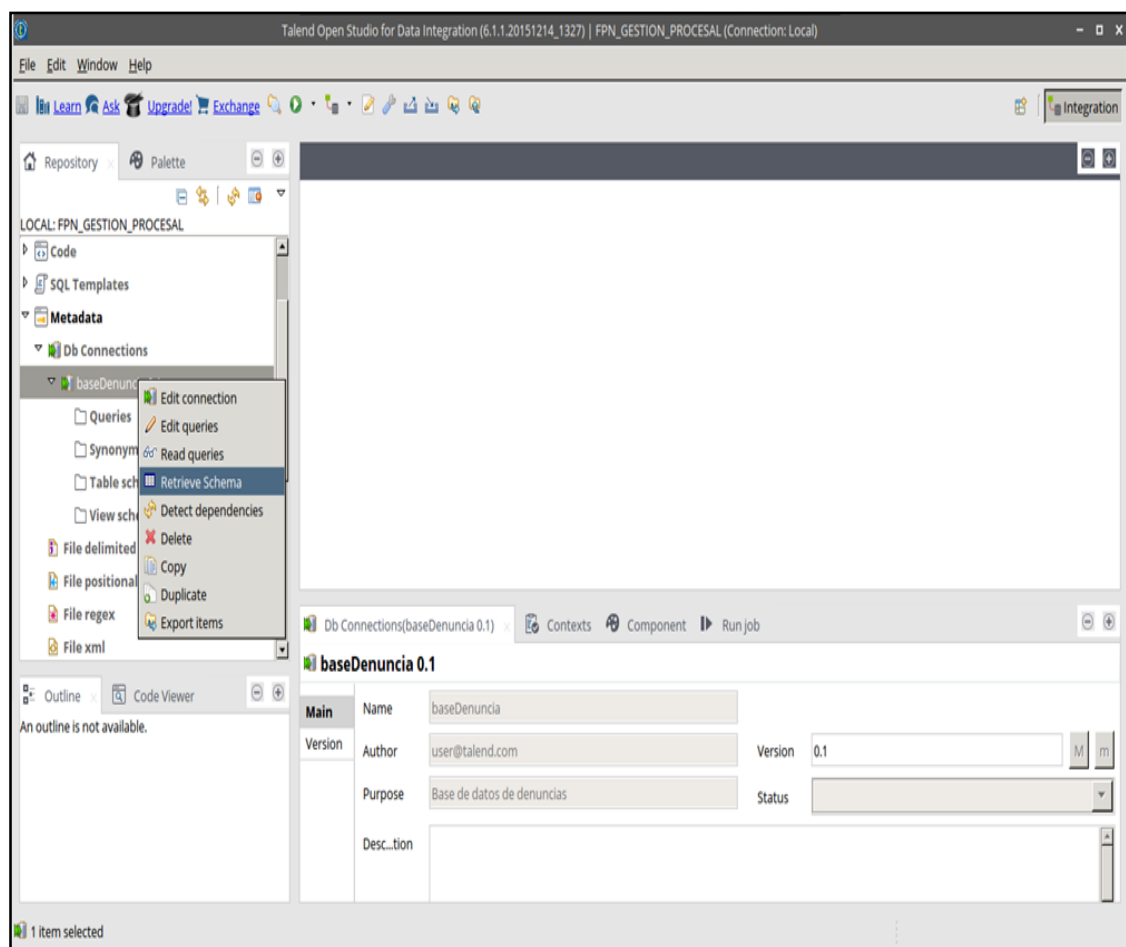 Talend Open Studio for Data Integration (6.1.1.20151214_1327) | FPN_GESTION_PROCESAL (Connection: Local)
File Edit Window Help
Learn Ask Upgrade! Exchange Integration
Repository Palette
LOCAL: FPN_GESTION_PROCESAL
Code
SQL Templates
Metadata
Db Connections
baseDenunc
Queries
Synonym
Table sch
View sche
File delimited
File positional
File regex
File xml
Edit connection
Edit queries
Read queries
Retrieve Schema
Detect dependencies
Delete
Copy
Duplicate
Export items
Outline Code Viewer
An outline is not available.
Db Connections(baseDenuncia 0.1) Contexts Component Run job
baseDenuncia 0.1
Main
Version
Name baseDenuncia
Author user@talend.com Version 0.1 M m
Purpose Base de datos de denuncias Status
Desc...tion
1 item selected